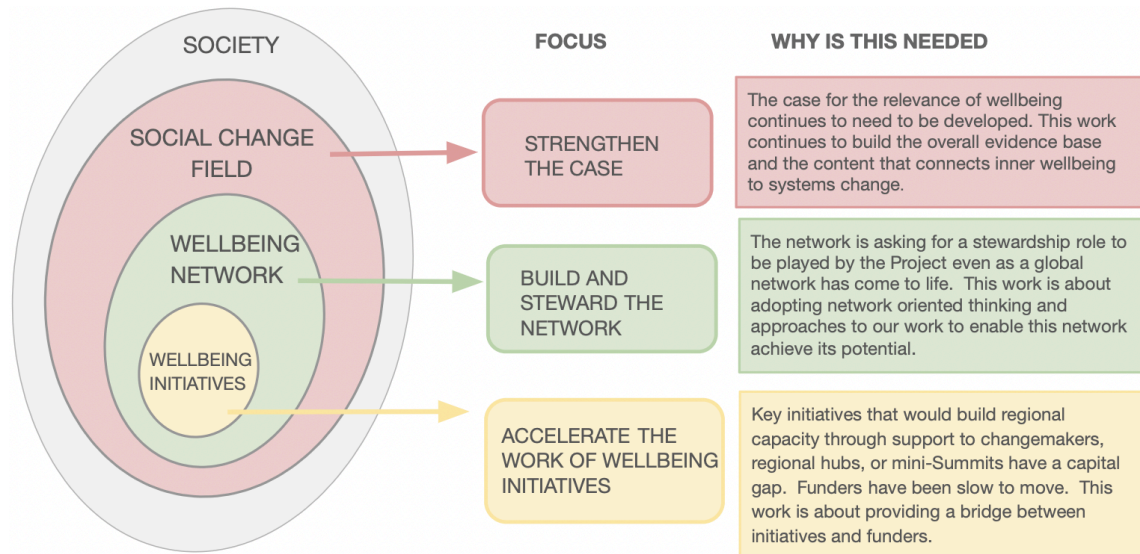 SOCIETY
FOCUS
WHY IS THIS NEEDED
SOCIAL CHANGE
FIELD
STRENGTHEN
THE CASE
The case for the relevance of wellbeing
continues to need to be developed. This work
continues to build the overall evidence base
and the content that connects inner wellbeing
to systems change.
WELLBEING
NETWORK
BUILD AND
STEWARD THE
NETWORK
The network is asking for a stewardship role to
be played by the Project even as a global
network has come to life.  This work is about
adopting network oriented thinking and
approaches to our work to enable this network
achieve its potential.
WELLBEING
INITIATIVES
ACCELERATE THE
WORK OF WELLBEING
INITIATIVES
Key initiatives that would build regional
capacity through support to changemakers,
regional hubs, or mini-Summits have a capital
gap.  Funders have been slow to move.  This
work is about providing a bridge between
initiatives and funders.